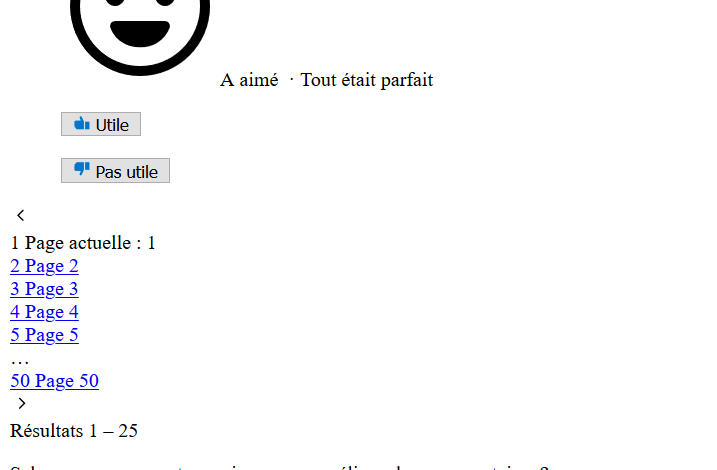 A aimé · Tout était parfait
Utile
Pas utile
1 Page actuelle : 1
2 Page 2
3 Page 3
4 Page 4
5 Page 5
…
50 Page 50
Résultats 1 – 25